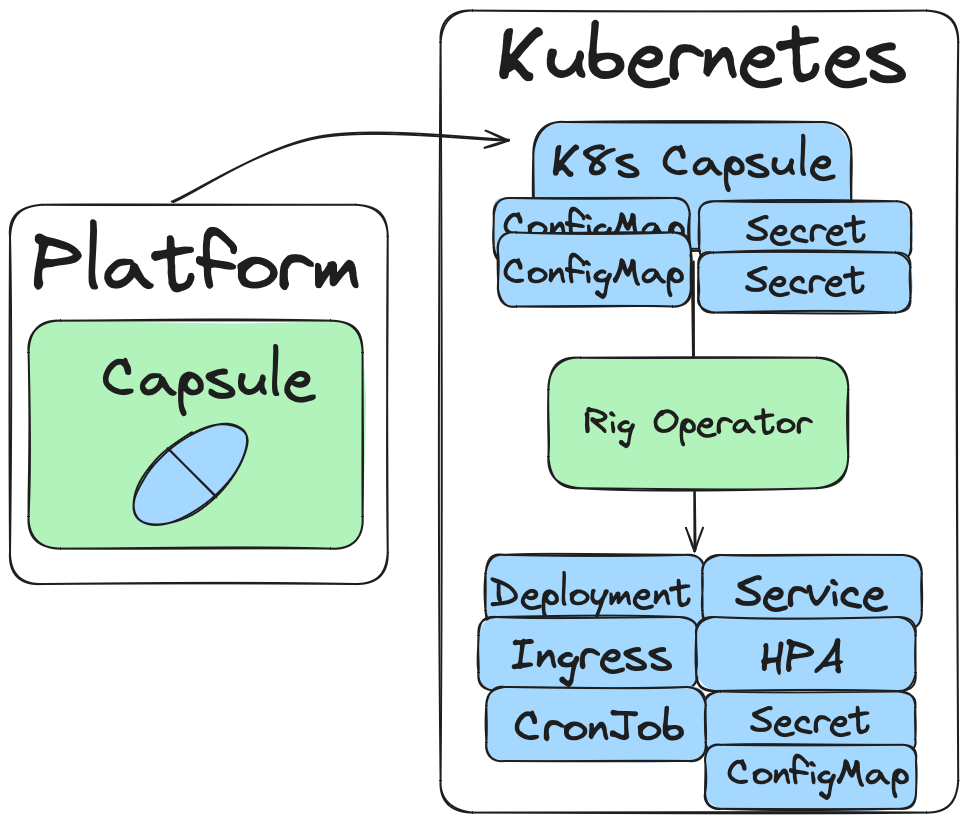 Kubernetes
K8s Capsule
ConfigMap
Secret
ConfigMap
Secret
Platform
Capsule
Rig Operator
Deployment
Service
Ingress
HPA
CronJob
Secret
ConfigMap